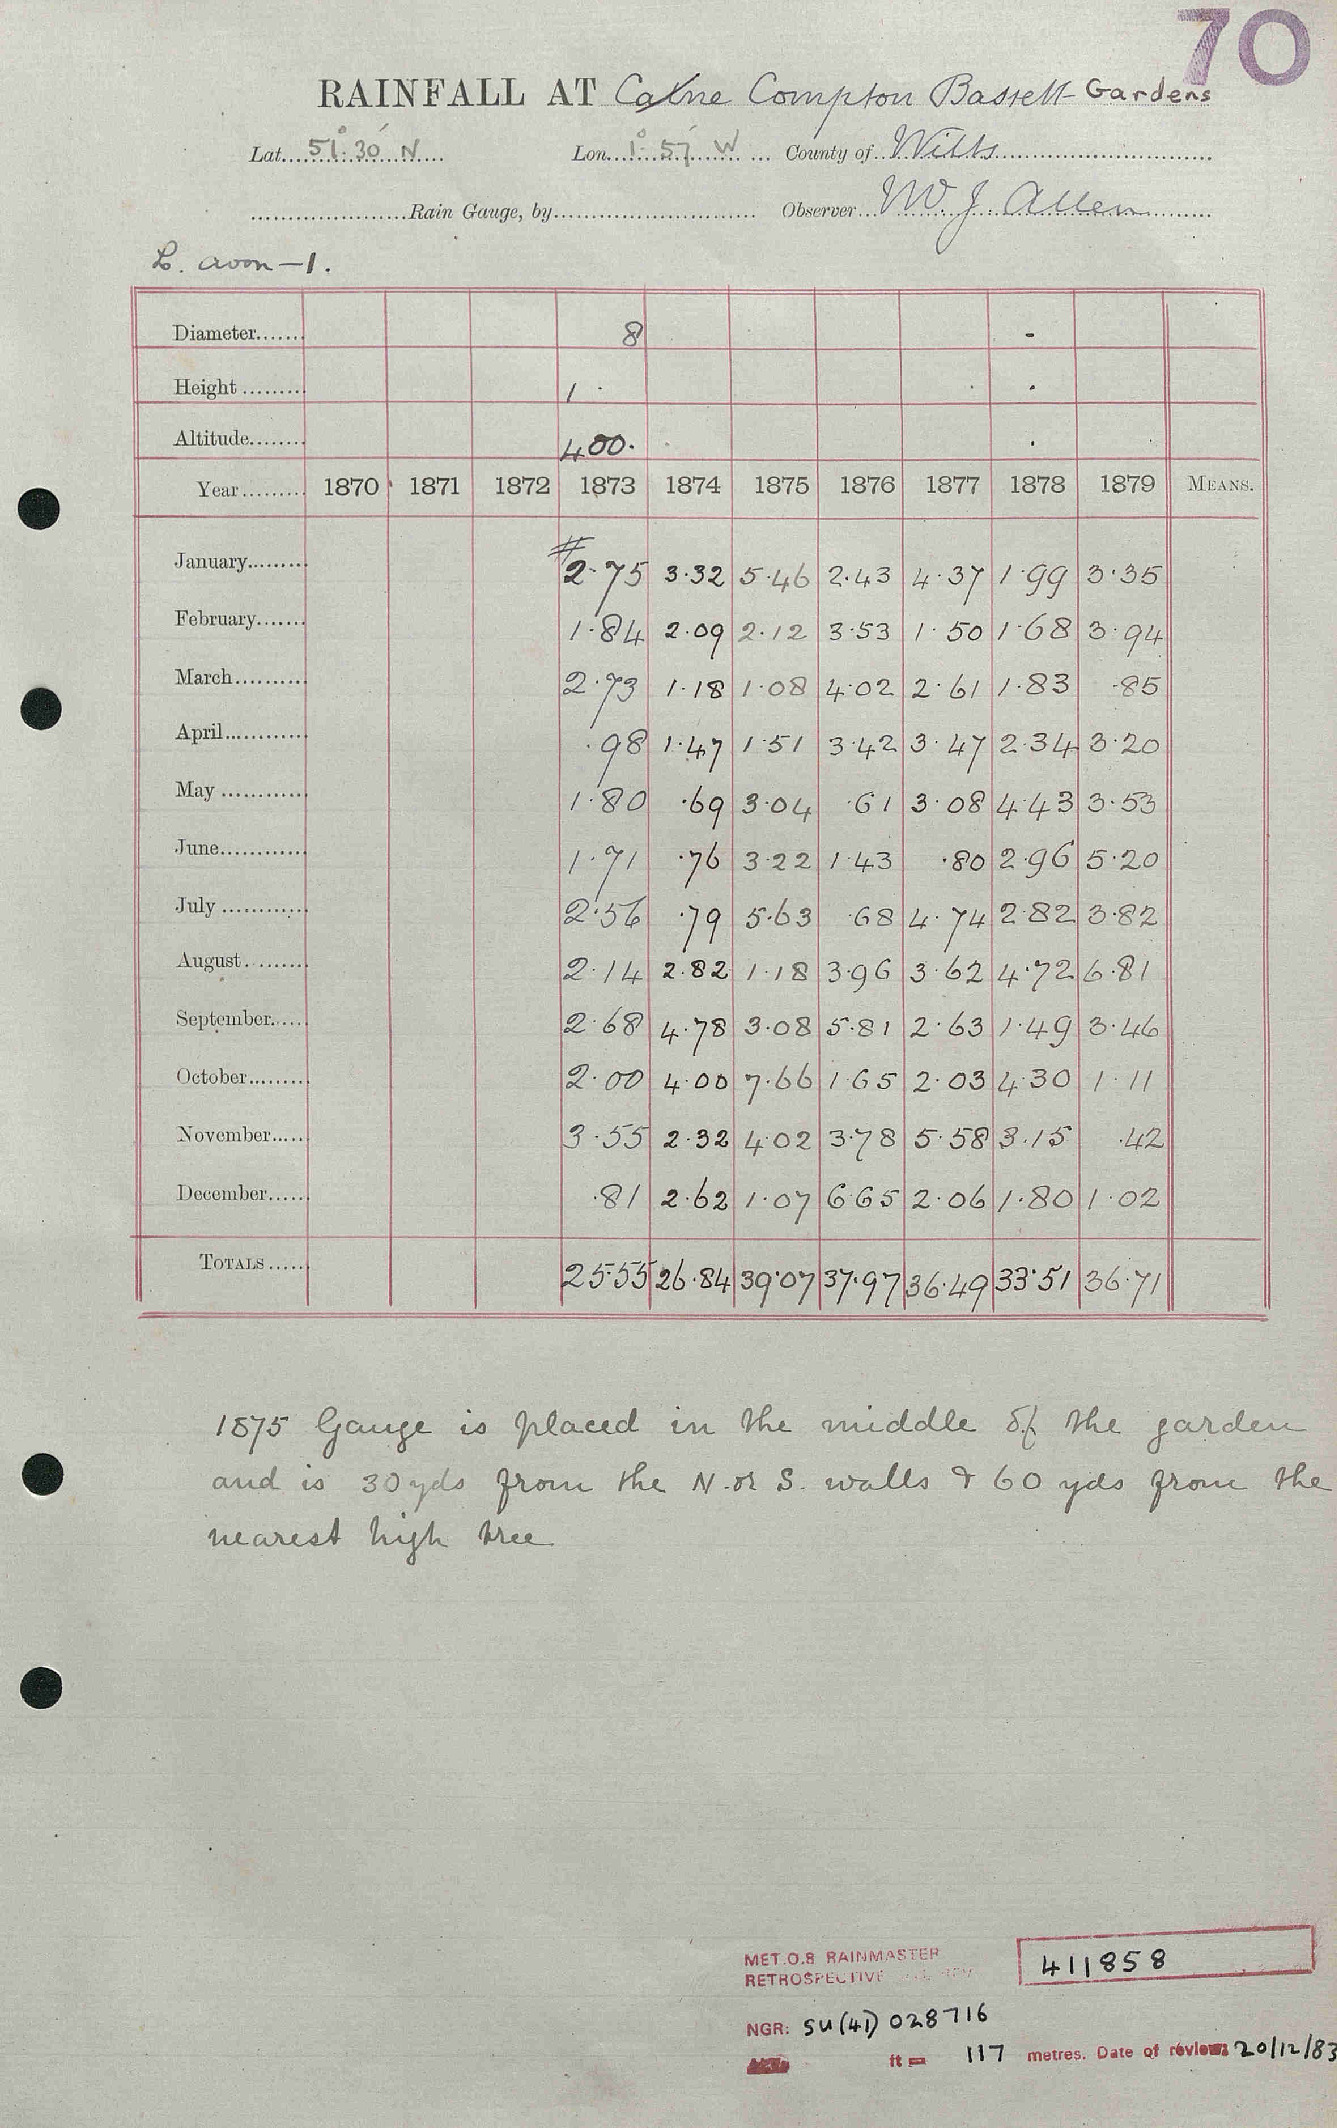 70
RAINFALL AT Calne Compton Bassett Gardens
Lat. 51° 30′ N Lon. 1° 57′ W County of Wilts
Rain Gauge, by Observer W J Allen
L. Avon - 1.
Diameter 8 -
Height 1 .
Altitude 400.
Year 1870 1871 1872 1873 1874 1875 1876 1877 1878 1879 MEANS.
January # 2.75 3.32 5.46 2.43 4.37 1.99 3.35
February 1.84 2.09 2.12 3.53 1.50 1.68 3.94
March 2.73 1.18 1.08 4.02 2.61 1.83 .85
April .98 1.47 1.51 3.42 3.47 2.34 3.20
May 1.80 .69 3.04 .61 3.08 4.43 3.53
June 1.71 .76 3.22 1.43 .80 2.96 5.20
July 2.56 .79 5.63 .68 4.74 2.82 3.82
August 2.14 2.82 1.18 3.96 3.62 4.72 6.81
September 2.68 4.78 3.08 5.81 2.63 1.49 3.46
October 2.00 4.00 7.66 1.65 2.03 4.30 1.11
November 3.55 2.32 4.02 3.78 5.58 3.15 .42
December .81 2.62 1.07 6.65 2.06 1.80 1.02
TOTALS 25.55 26.84 39.07 37.97 36.49 33.51 36.71
1875 Gauge is placed in the middle of the garden
and is 30 yds from the N. or S. walls & 60 yds from the
nearest high tree
MET.O.8 RAINMASTER
RETROSPECTIVE
411858
NGR: SU(41) 028716
ft = 117 metres. Date of review: 20/12/83